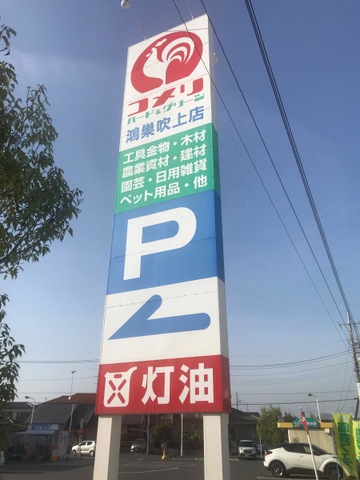 コメリ
ハード&グリーン
鴻巣吹上店
工具金物・木材
農業資材・建材
園芸・日用雑貨
ペット用品・他
P
灯油